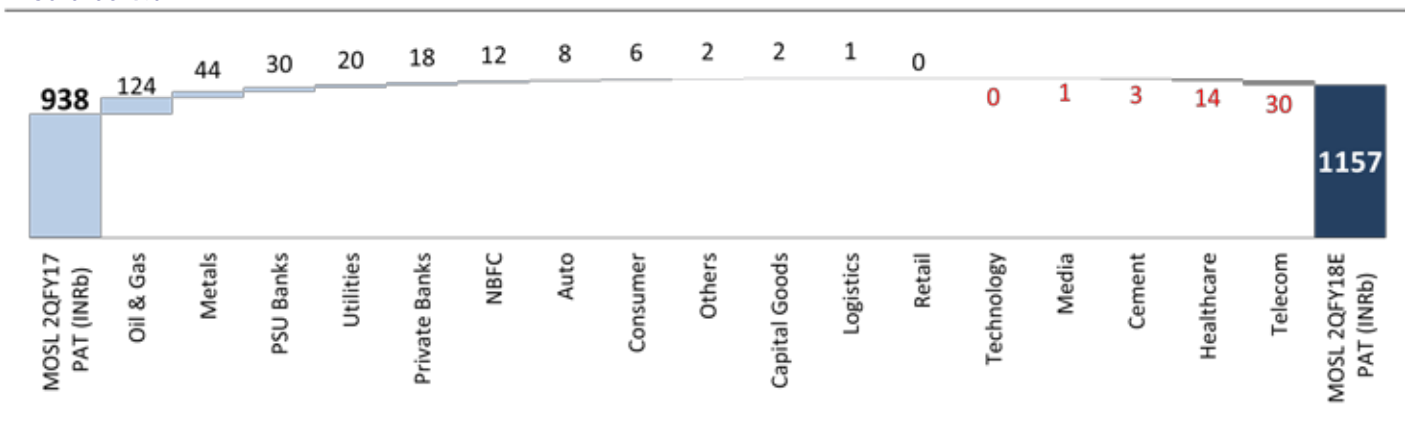 938
124
44
30
20
18
12
8
6
2
2
1
0
0
1
3
14
30
1157
MOSL 2QFY17
PAT (INRb)
Oil & Gas
Metals
PSU Banks
Utilities
Private Banks
NBFC
Auto
Consumer
Others
Capital Goods
Logistics
Retail
Technology
Media
Cement
Healthcare
Telecom
MOSL 2QFY18E
PAT (INRb)